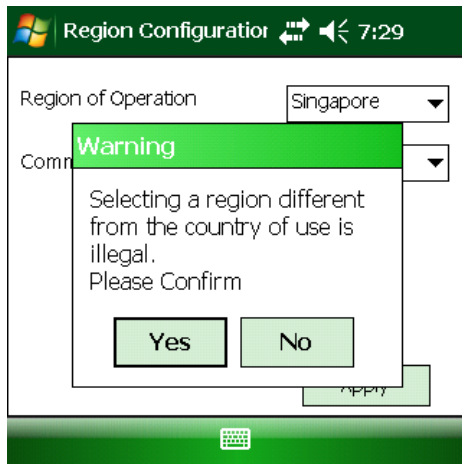 Region Configuration 7:29
Region of Operation Singapore
Comm
Warning
Selecting a region different
from the country of use is
illegal.
Please Confirm
Yes No
Apply